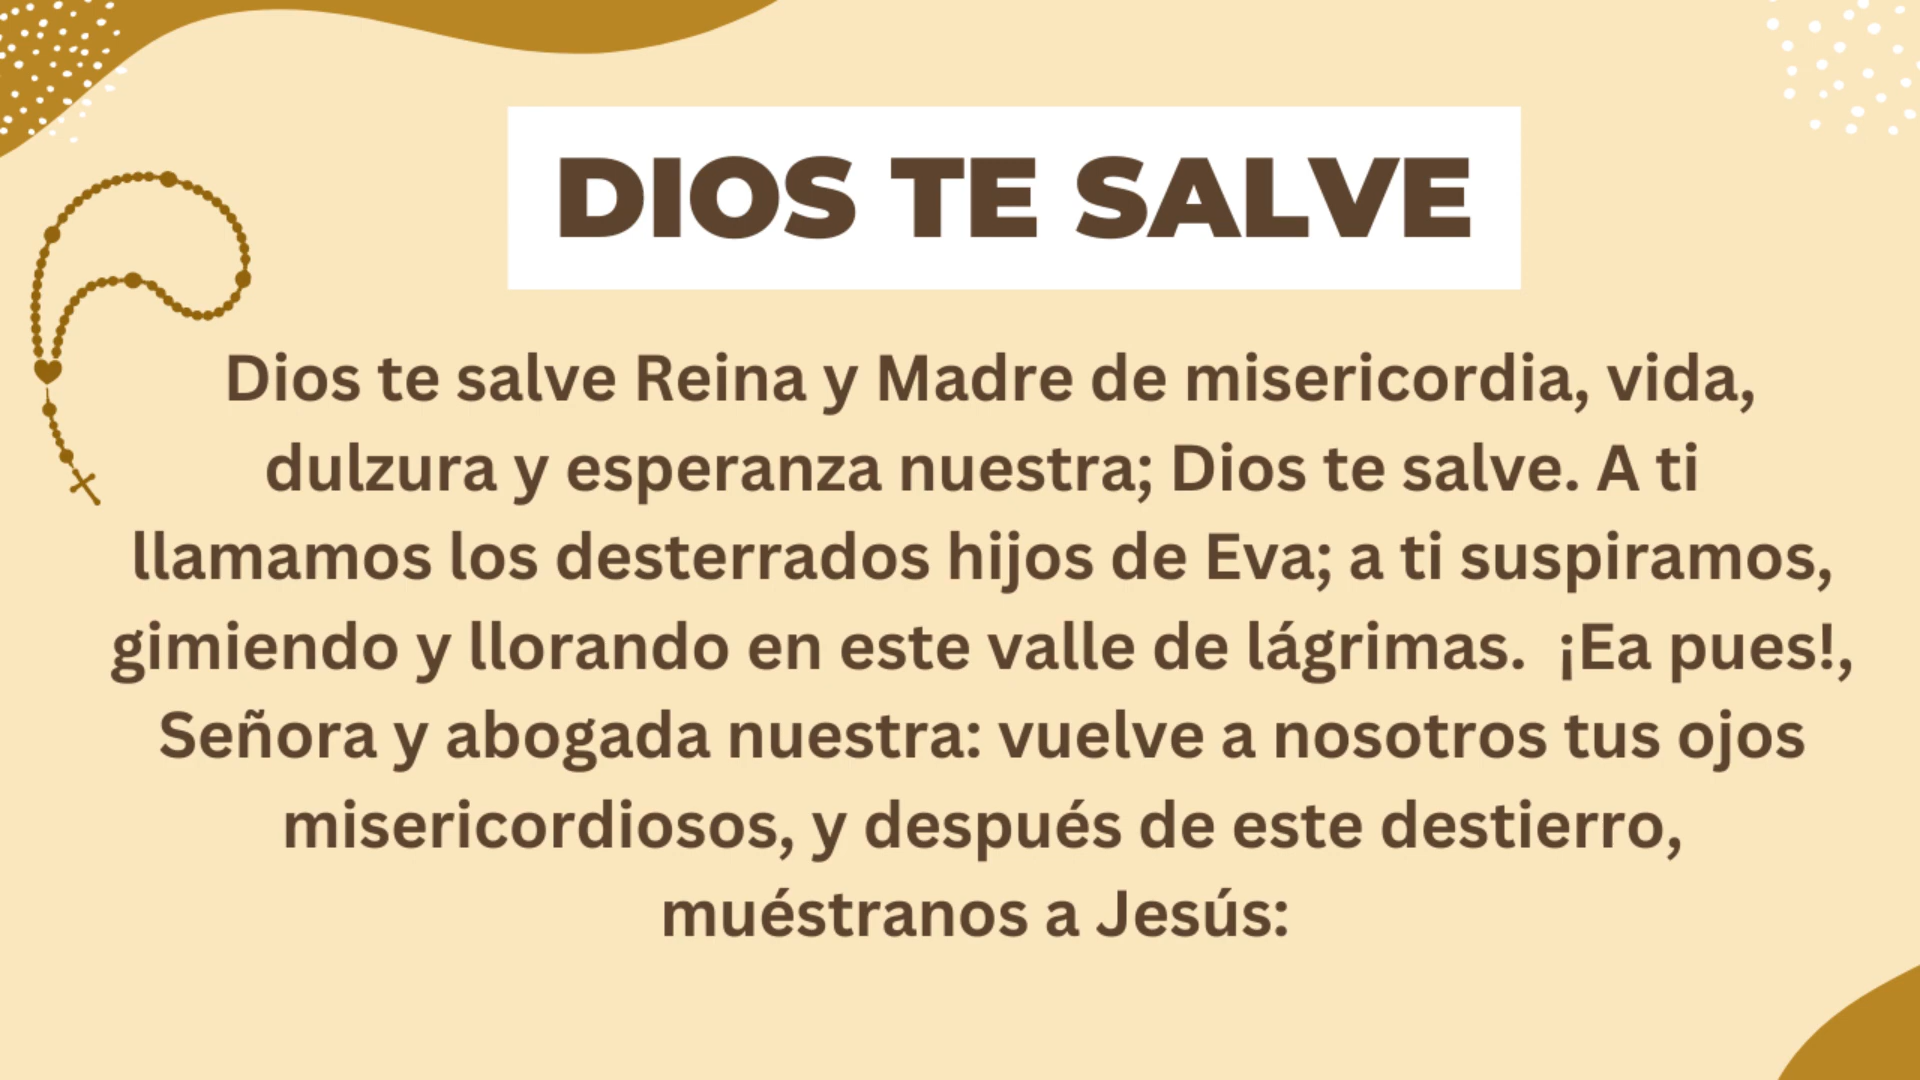 DIOS TE SALVE
Dios te salve Reina y Madre de misericordia, vida,
dulzura y esperanza nuestra; Dios te salve. A ti
llamamos los desterrados hijos de Eva; a ti suspiramos,
gimiendo y llorando en este valle de lágrimas.  ¡Ea pues!,
Señora y abogada nuestra: vuelve a nosotros tus ojos
misericordiosos, y después de este destierro,
muéstranos a Jesús: